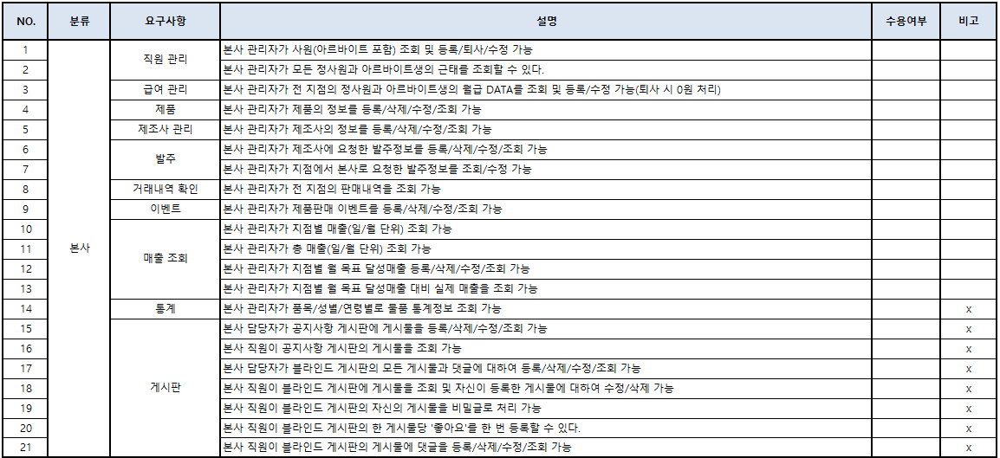 NO. 분류 요구사항 설명 수용여부 비고
1 직원 관리 본사 관리자가 사원(아르바이트 포함) 조회 및 등록/퇴사/수정 가능
2 본사 관리자가 모든 정사원과 아르바이트생의 근태를 조회할 수 있다.
3 급여 관리 본사 관리자가 전 지점의 정사원과 아르바이트생의 월급 DATA를 조회 및 등록/수정 가능(퇴사 시 0원 처리)
4 제품 본사 관리자가 제품의 정보를 등록/삭제/수정/조회 가능
5 제조사 관리 본사 관리자가 제조사의 정보를 등록/삭제/수정/조회 가능
6 발주 본사 관리자가 제조사에 요청한 발주정보를 등록/삭제/수정/조회 가능
7 본사 관리자가 지점에서 본사로 요청한 발주정보를 조회/수정 가능
8 거래내역 확인 본사 관리자가 전 지점의 판매내역을 조회 가능
9 이벤트 본사 관리자가 제품판매 이벤트를 등록/삭제/수정/조회 가능
10 본사 관리자가 지점별 매출(일/월 단위) 조회 가능
11 본사 매출 조회 본사 관리자가 총 매출(일/월 단위) 조회 가능
12 본사 관리자가 지점별 월 목표 달성매출 등록/삭제/수정/조회 가능
13 본사 관리자가 지점별 월 목표 달성매출 대비 실제 매출을 조회 가능
14 통계 본사 관리자가 품목/성별/연령별로 물품 통계정보 조회 가능 x
15 본사 담당자가 공지사항 게시판에 게시물을 등록/삭제/수정/조회 가능 x
16 본사 직원이 공지사항 게시판의 게시물을 조회 가능 x
17 본사 담당자가 블라인드 게시판의 모든 게시물과 댓글에 대하여 등록/삭제/수정/조회 가능 x
18 게시판 본사 직원이 블라인드 게시판에 게시물을 조회 및 자신이 등록한 게시물에 대하여 수정/삭제 가능 x
19 본사 직원이 블라인드 게시판의 자신의 게시물을 비밀글로 처리 가능 x
20 본사 직원이 블라인드 게시판의 한 게시물당 '좋아요'를 한 번 등록할 수 있다. x
21 본사 직원이 블라인드 게시판의 게시물에 댓글을 등록/삭제/수정/조회 가능 x